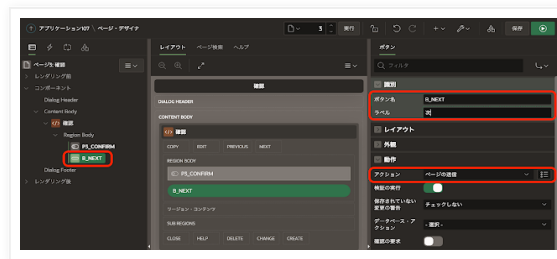 アプリケーション107 \ ページ・デザイナ
3
実行
保存
レイアウト ページ検索 ヘルプ
ボタン
ページ3: 確認
レンダリング前
コンポーネント
Dialog Header
Content Body
確認
Region Body
P3_CONFIRM
B_NEXT
Dialog Footer
レンダリング後
確認
DIALOG HEADER
CONTENT BODY
確認
COPY EDIT PREVIOUS NEXT
REGION BODY
P3_CONFIRM
B_NEXT
リージョン・コンテンツ
SUB REGIONS
CLOSE HELP DELETE CHANGE CREATE
フィルタ
識別
ボタン名 B_NEXT
ラベル 次
レイアウト
外観
動作
アクション ページの送信
検証の実行
保存されていない変更の警告 チェックしない
データベース・アクション - 選択 -
確認の要求